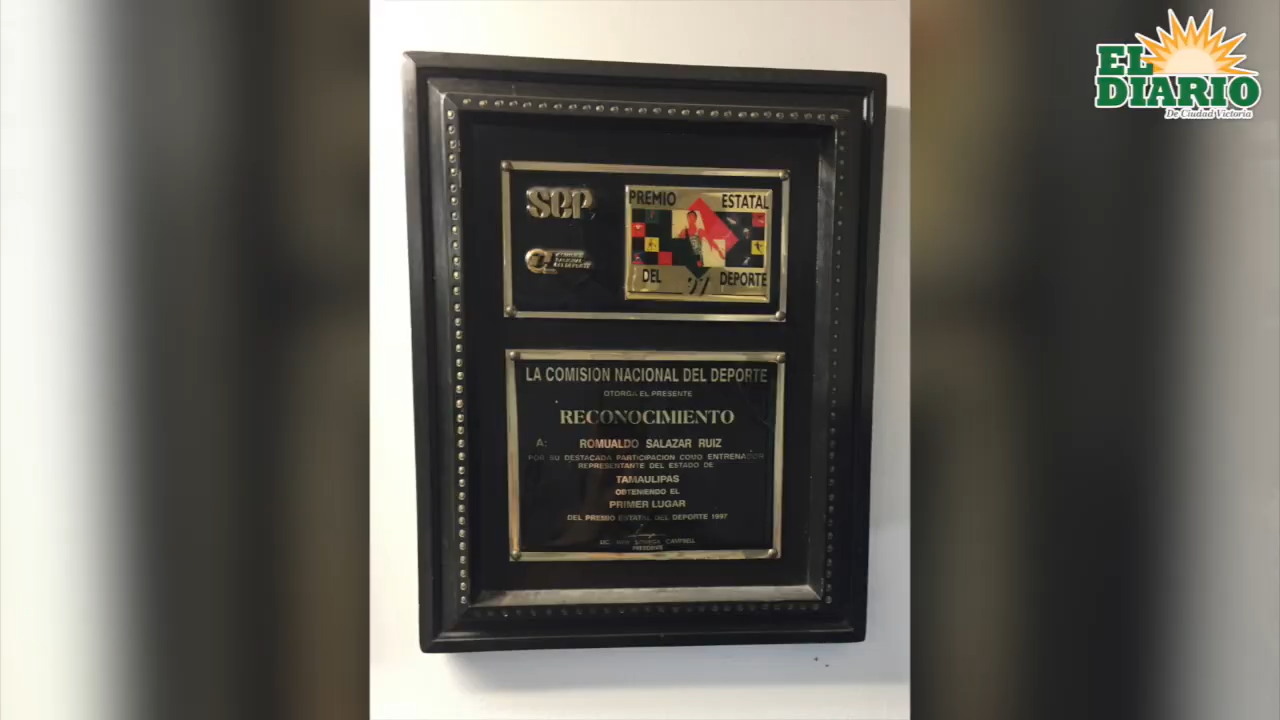 EL
DIARIO
De Ciudad Victoria
SEP
PREMIO ESTATAL
DEL 97 DEPORTE
LA COMISION NACIONAL DEL DEPORTE
OTORGA EL PRESENTE
RECONOCIMIENTO
A: ROMUALDO SALAZAR RUIZ
POR SU DESTACADA PARTICIPACION COMO ENTRENADOR
REPRESENTANTE DEL ESTADO DE
TAMAULIPAS
OBTENIENDO EL
PRIMER LUGAR
DEL PREMIO ESTATAL DEL DEPORTE 1997
CAMPBELL
PRESIDENTE